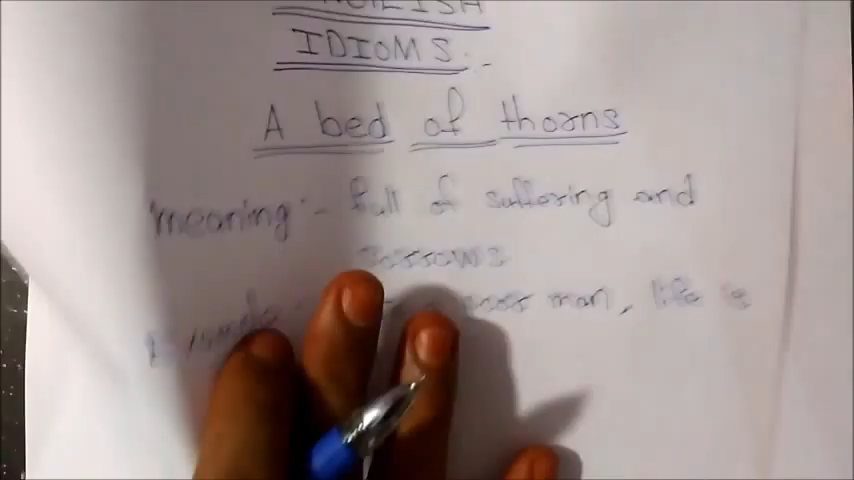 IDIOMS:-
A bed of thorns
meaning:- full of suffering and
sorrows
man, life is